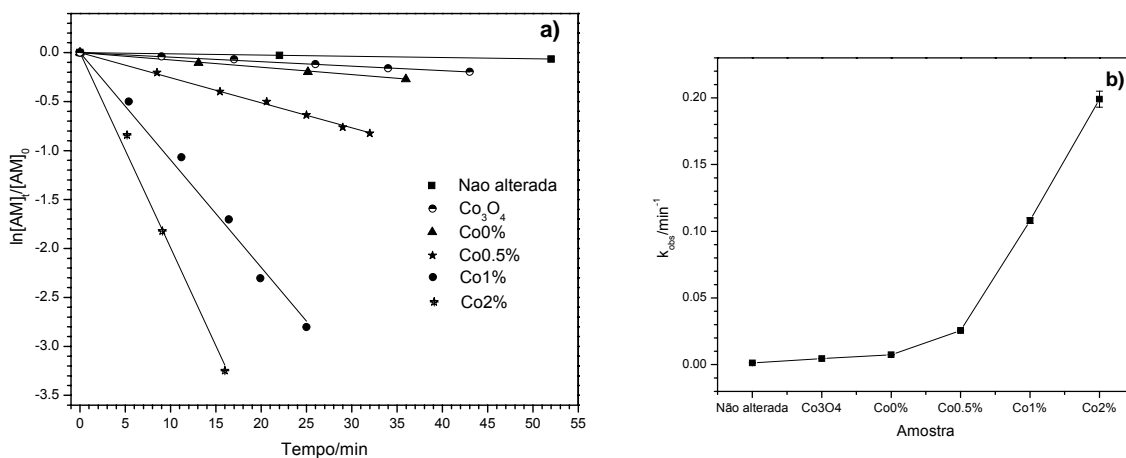 a)
0.0
-0.5
-1.0
-1.5
-2.0
-2.5
-3.0
-3.5
ln[AM]t/[AM]0
Nao alterada
Co3O4
Co0%
Co0.5%
Co1%
Co2%
0 5 10 15 20 25 30 35 40 45 50 55
Tempo/min
b)
0.20
0.15
0.10
0.05
0.00
kobs/min-1
Não alterada Co3O4 Co0% Co0.5% Co1% Co2%
Amostra